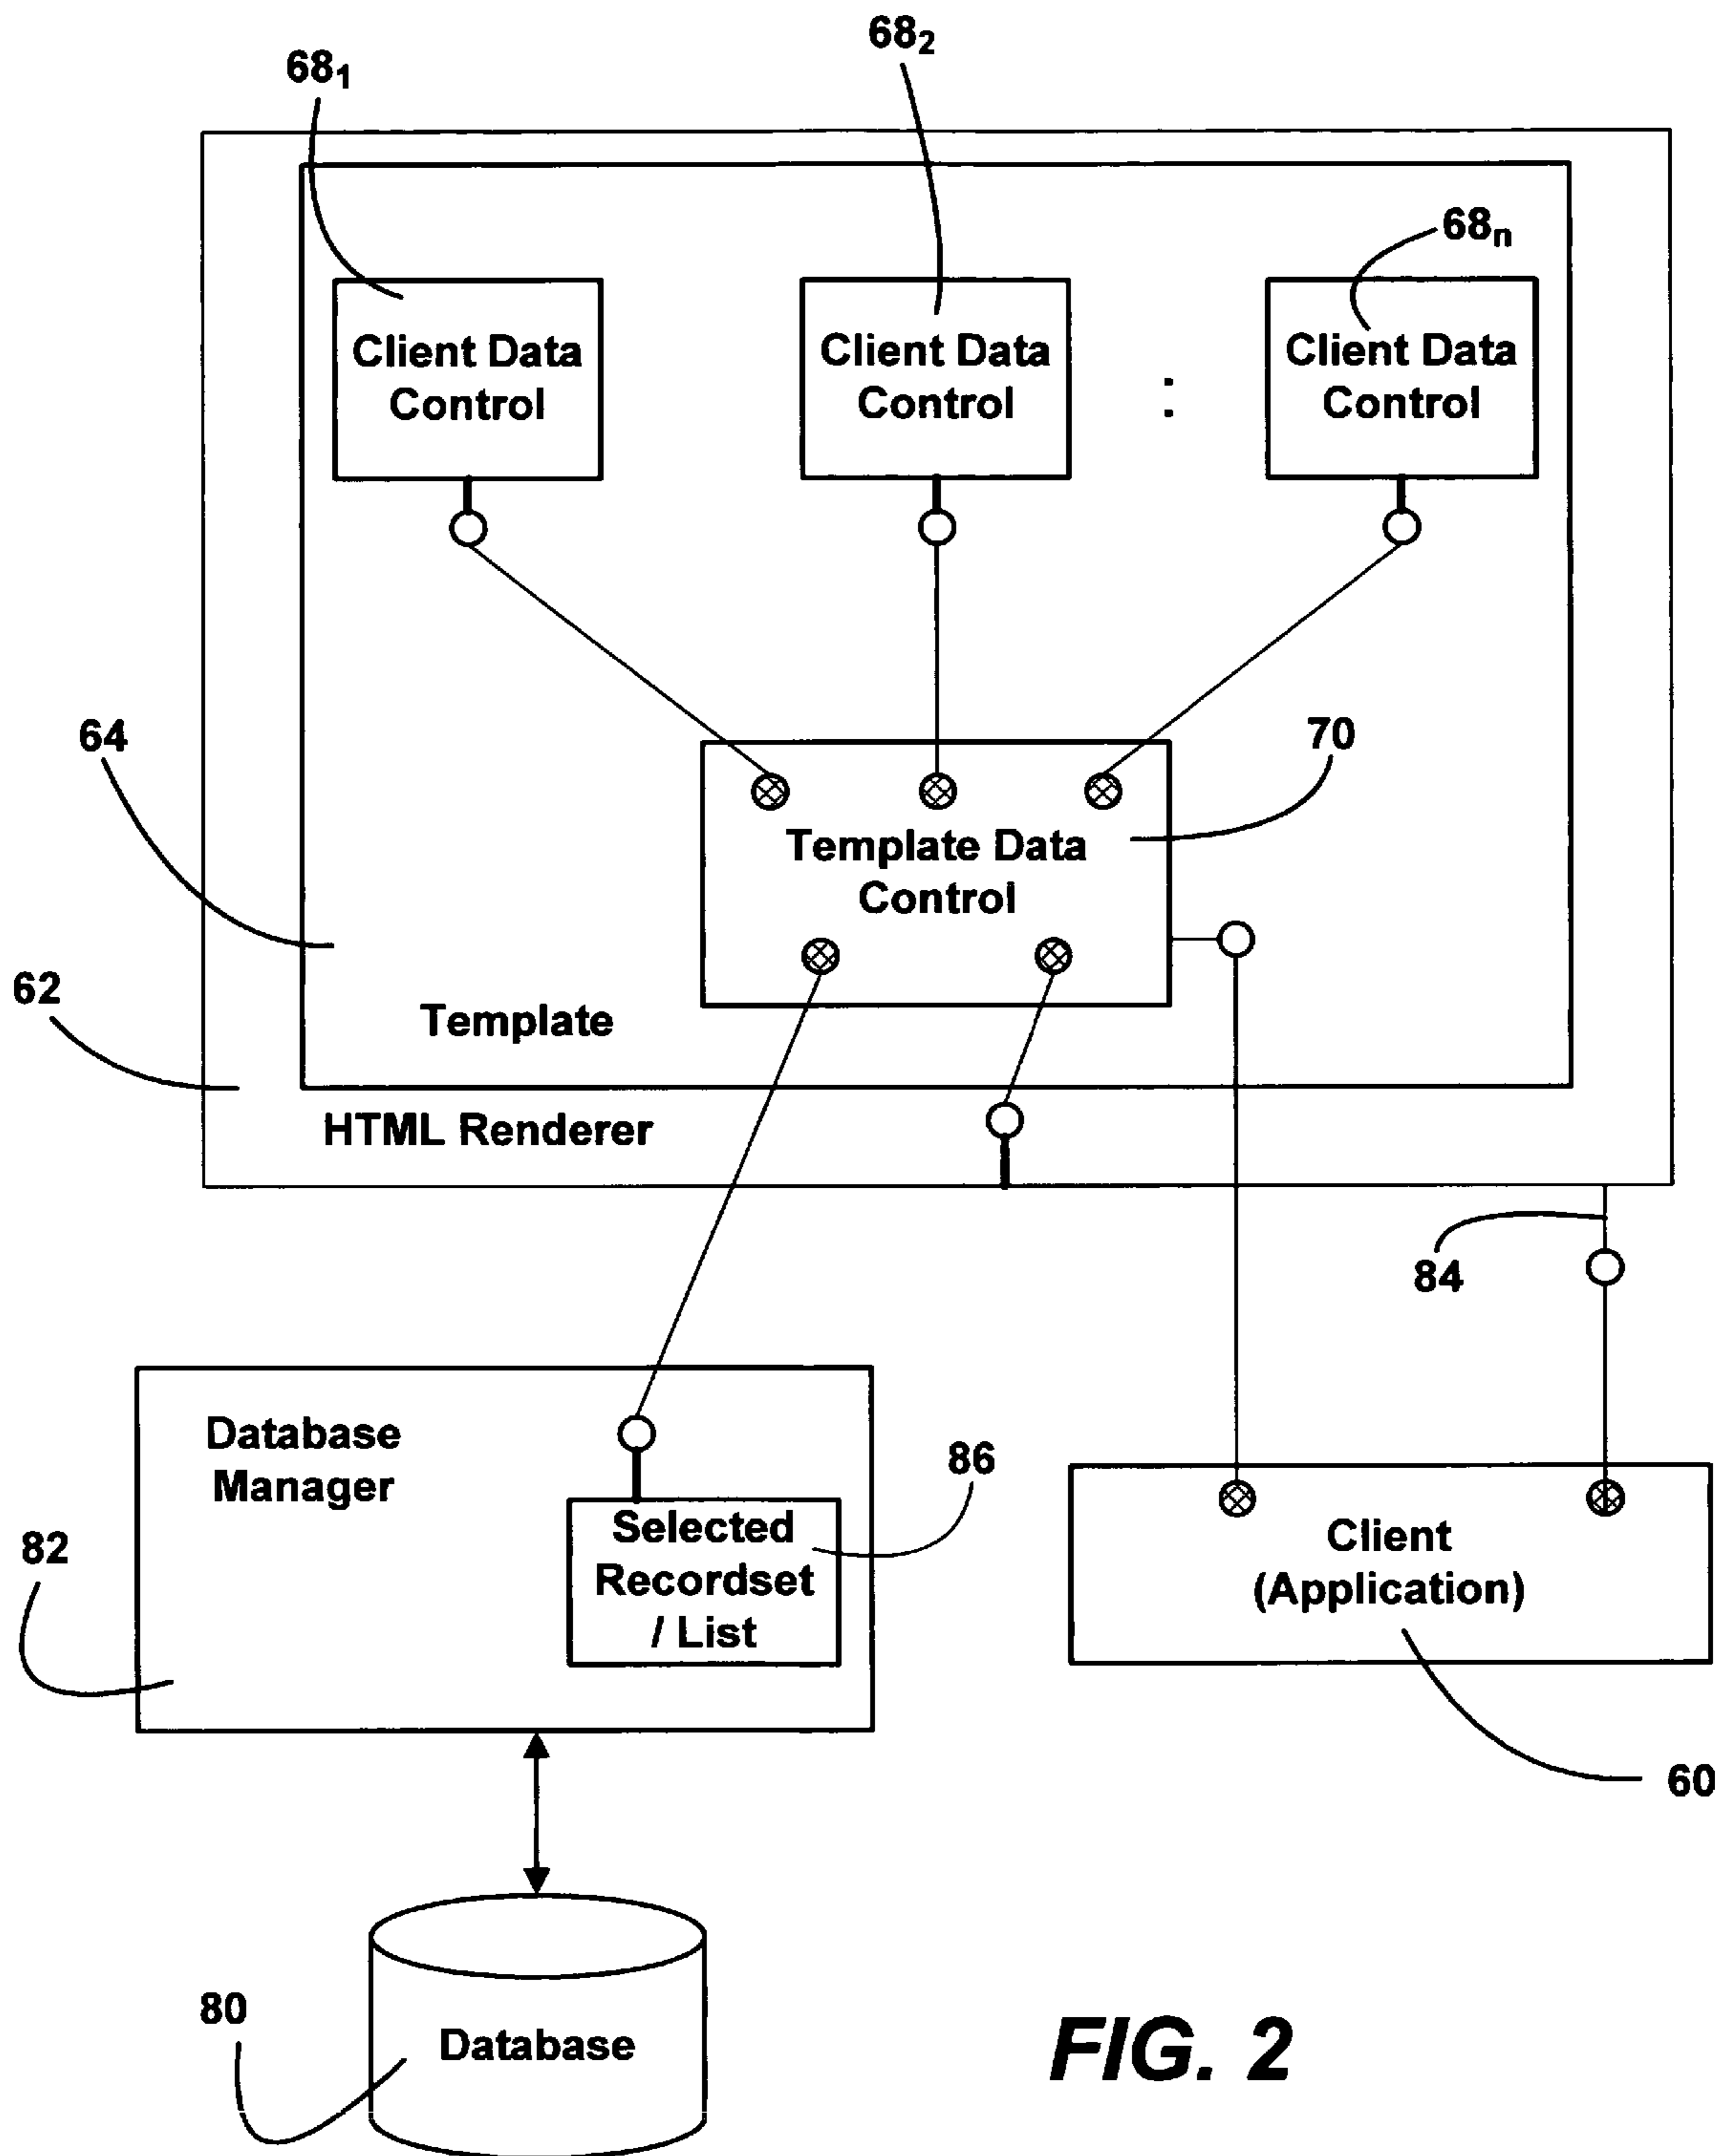 68₂
68₁
68ₙ
Client Data
Control
Client Data
Control
:
Client Data
Control
64
70
Template Data
Control
62
Template
HTML Renderer
84
Database
Manager
86
82
Selected
Recordset
/ List
Client
(Application)
60
80
Database
FIG. 2